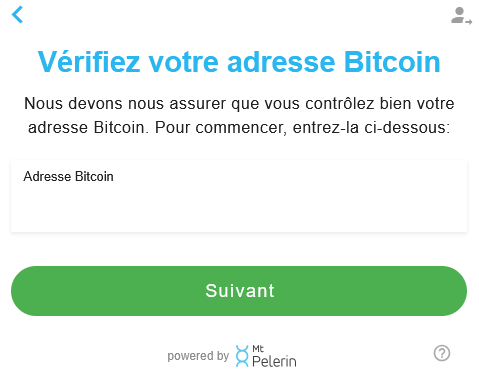 Vérifiez votre adresse Bitcoin
Nous devons nous assurer que vous contrôlez bien votre
adresse Bitcoin. Pour commencer, entrez-la ci-dessous:
Adresse Bitcoin
Suivant
powered by Mt
Pelerin
?